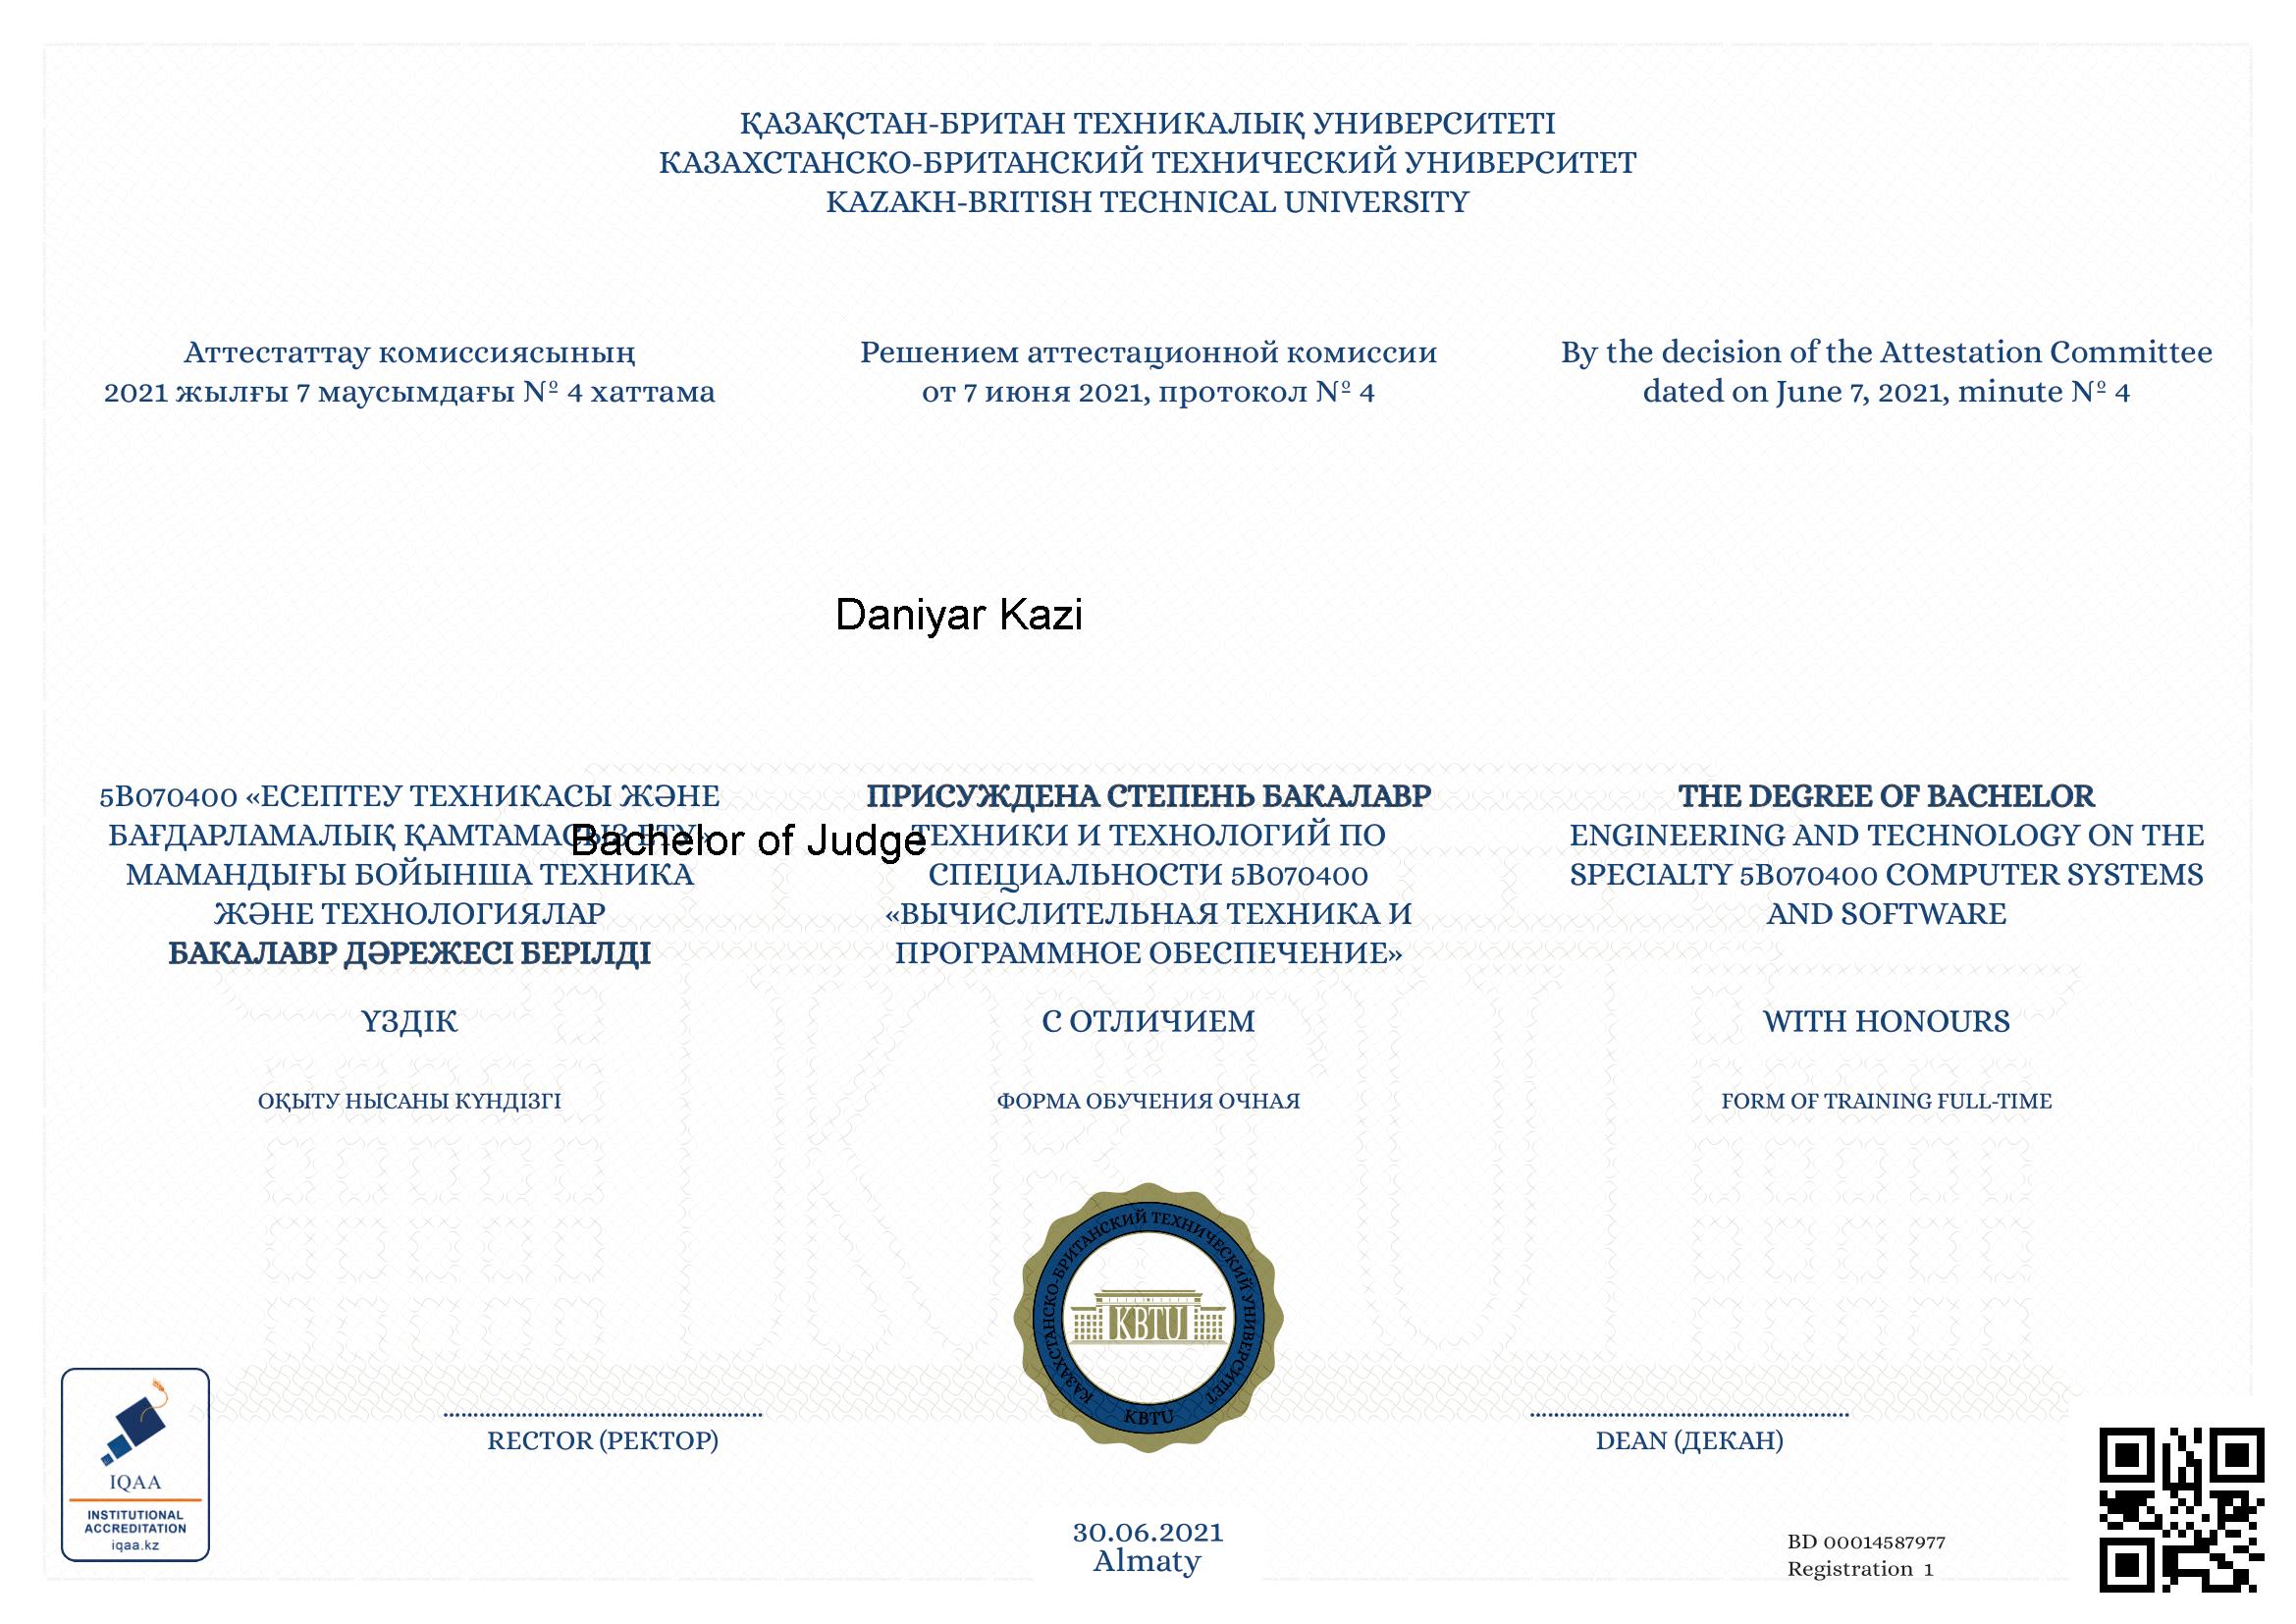 ҚАЗАҚСТАН-БРИТАН ТЕХНИКАЛЫҚ УНИВЕРСИТЕТІ
КАЗАХСТАНСКО-БРИТАНСКИЙ ТЕХНИЧЕСКИЙ УНИВЕРСИТЕТ
KAZAKH-BRITISH TECHNICAL UNIVERSITY
Аттестаттау комиссиясының
2021 жылғы 7 маусымдағы № 4 хаттама
Решением аттестационной комиссии
от 7 июня 2021, протокол № 4
By the decision of the Attestation Committee
dated on June 7, 2021, minute № 4
Daniyar Kazi
5B070400 «ЕСЕПТЕУ ТЕХНИКАСЫ ЖӘНЕ
БАҒДАРЛАМАЛЫҚ ҚАМТАМАСЫЗ ЕТУ»
МАМАНДЫҒЫ БОЙЫНША ТЕХНИКА
ЖӘНЕ ТЕХНОЛОГИЯЛАР
БАКАЛАВР ДӘРЕЖЕСІ БЕРІЛДІ
Bachelor of Judge
ПРИСУЖДЕНА СТЕПЕНЬ БАКАЛАВР
ТЕХНИКИ И ТЕХНОЛОГИЙ ПО
СПЕЦИАЛЬНОСТИ 5B070400
«ВЫЧИСЛИТЕЛЬНАЯ ТЕХНИКА И
ПРОГРАММНОЕ ОБЕСПЕЧЕНИЕ»
THE DEGREE OF BACHELOR
ENGINEERING AND TECHNOLOGY ON THE
SPECIALTY 5B070400 COMPUTER SYSTEMS
AND SOFTWARE
ҮЗДІК
С ОТЛИЧИЕМ
WITH HONOURS
ОҚЫТУ НЫСАНЫ КҮНДІЗГІ
ФОРМА ОБУЧЕНИЯ ОЧНАЯ
FORM OF TRAINING FULL-TIME
КАЗАХСТАНСКО-БРИТАНСКИЙ ТЕХНИЧЕСКИЙ УНИВЕРСИТЕТ
KBTU
KBTU
IQAA
INSTITUTIONAL
ACCREDITATION
iqaa.kz
RECTOR (РЕКТОР)
DEAN (ДЕКАН)
30.06.2021
Almaty
BD 00014587977
Registration 1